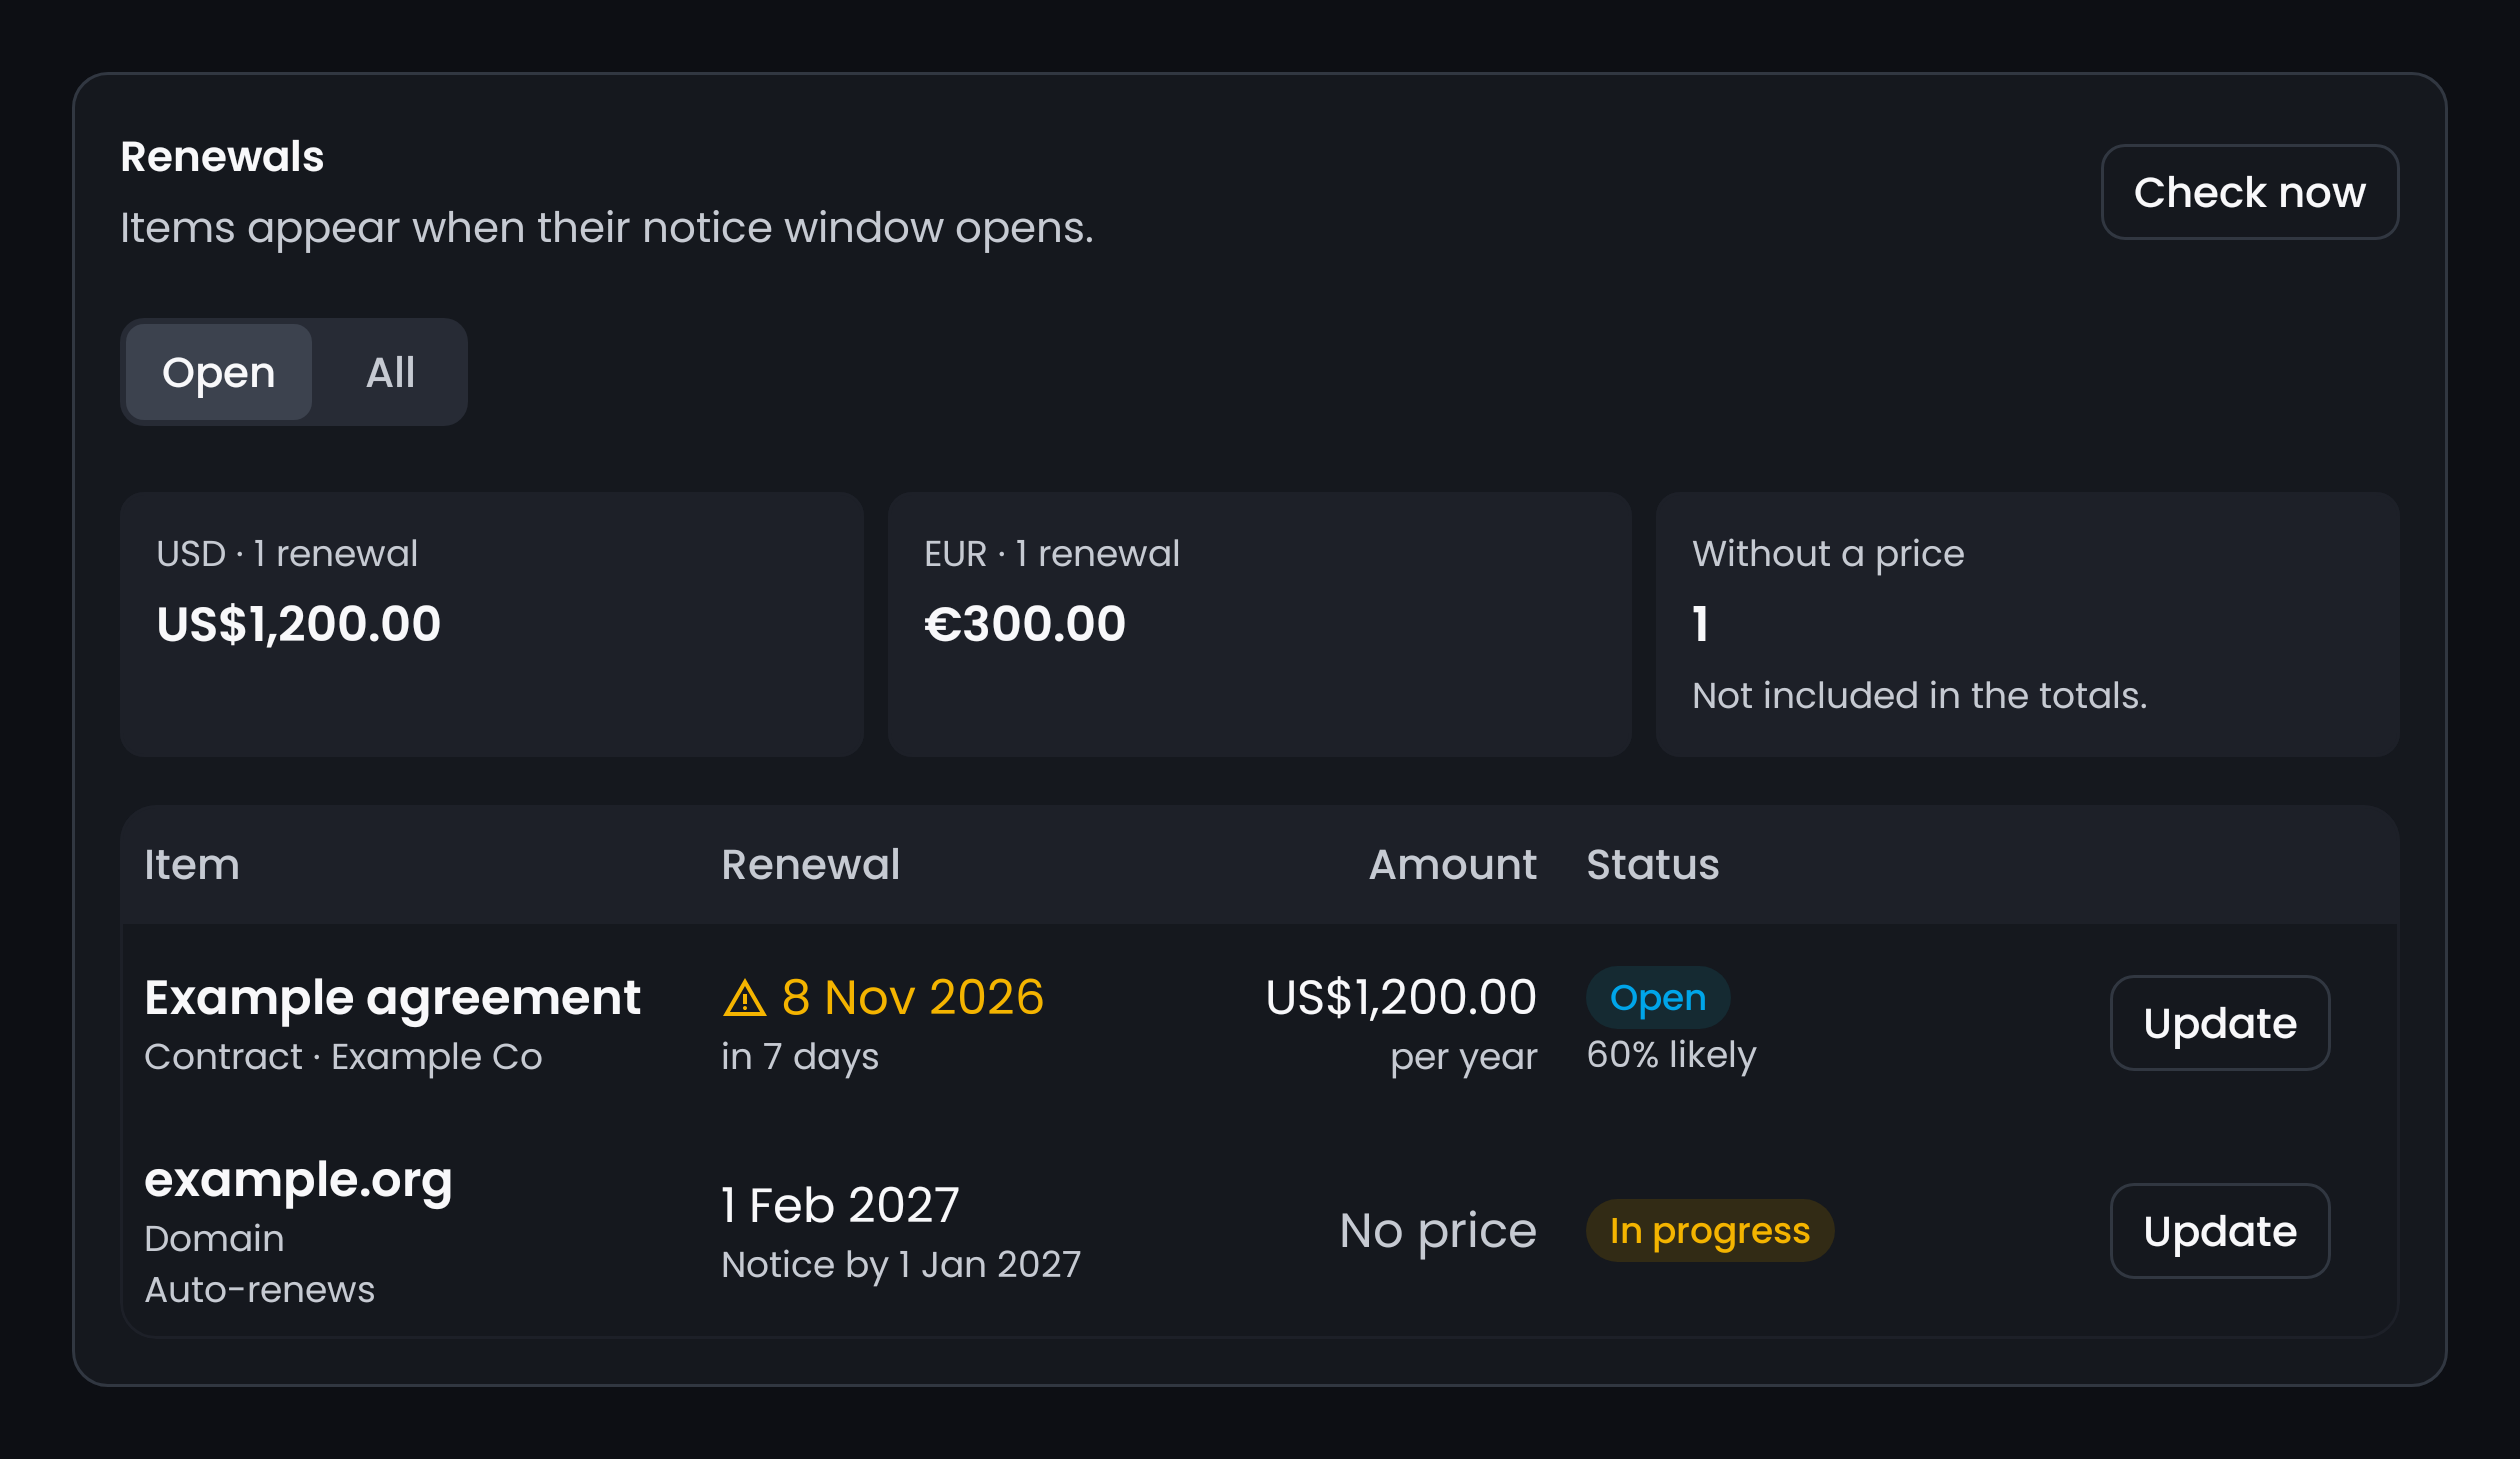 Renewals
Items appear when their notice window opens.
Check now
Open All
USD · 1 renewal
US$1,200.00
EUR · 1 renewal
€300.00
Without a price
1
Not included in the totals.
Item Renewal Amount Status
Example agreement
Contract · Example Co
8 Nov 2026
in 7 days
US$1,200.00
per year
Open
60% likely
Update
example.org
Domain
Auto-renews
1 Feb 2027
Notice by 1 Jan 2027
No price
In progress
Update